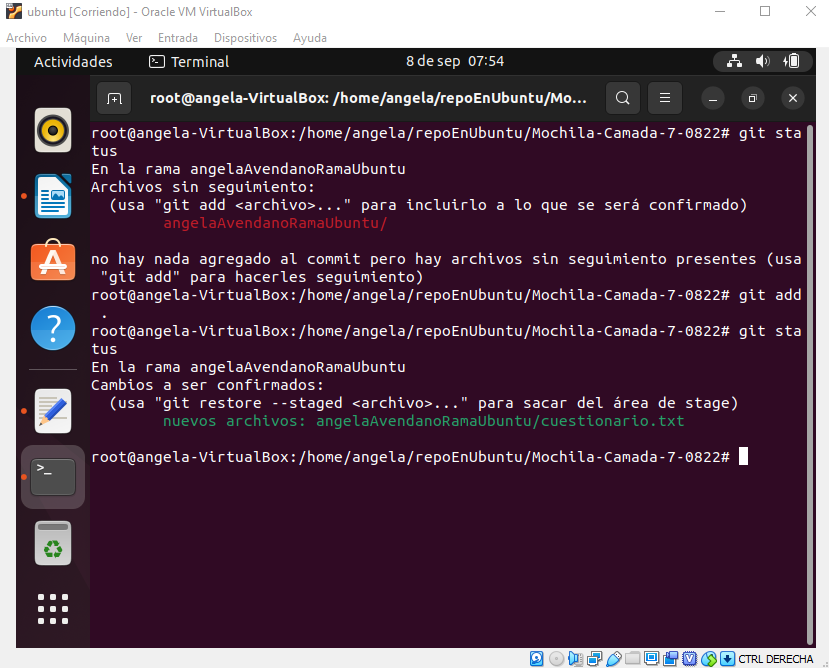 ubuntu [Corriendo] - Oracle VM VirtualBox
Archivo Máquina Ver Entrada Dispositivos Ayuda
Actividades Terminal 8 de sep 07:54
root@angela-VirtualBox: /home/angela/repoEnUbuntu/Mo...
root@angela-VirtualBox:/home/angela/repoEnUbuntu/Mochila-Camada-7-0822# git sta
tus
En la rama angelaAvendanoRamaUbuntu
Archivos sin seguimiento:
  (usa "git add <archivo>..." para incluirlo a lo que se será confirmado)
        angelaAvendanoRamaUbuntu/
no hay nada agregado al commit pero hay archivos sin seguimiento presentes (usa
 "git add" para hacerles seguimiento)
root@angela-VirtualBox:/home/angela/repoEnUbuntu/Mochila-Camada-7-0822# git add
 .
root@angela-VirtualBox:/home/angela/repoEnUbuntu/Mochila-Camada-7-0822# git sta
tus
En la rama angelaAvendanoRamaUbuntu
Cambios a ser confirmados:
  (usa "git restore --staged <archivo>..." para sacar del área de stage)
        nuevos archivos: angelaAvendanoRamaUbuntu/cuestionario.txt
root@angela-VirtualBox:/home/angela/repoEnUbuntu/Mochila-Camada-7-0822#
CTRL DERECHA